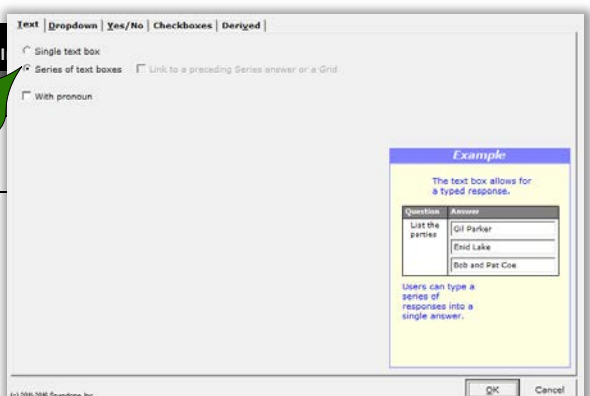 Text | Dropdown | Yes/No | Checkboxes | Derived
Single text box
Series of text boxes Link to a preceding Series answer or a Grid
With pronoun
Example
The text box allows for
a typed response.
Question Answer
List the
parties
Gil Parker
Enid Lake
Bob and Pat Coe
Users can type a
series of
responses into a
single answer.
OK Cancel